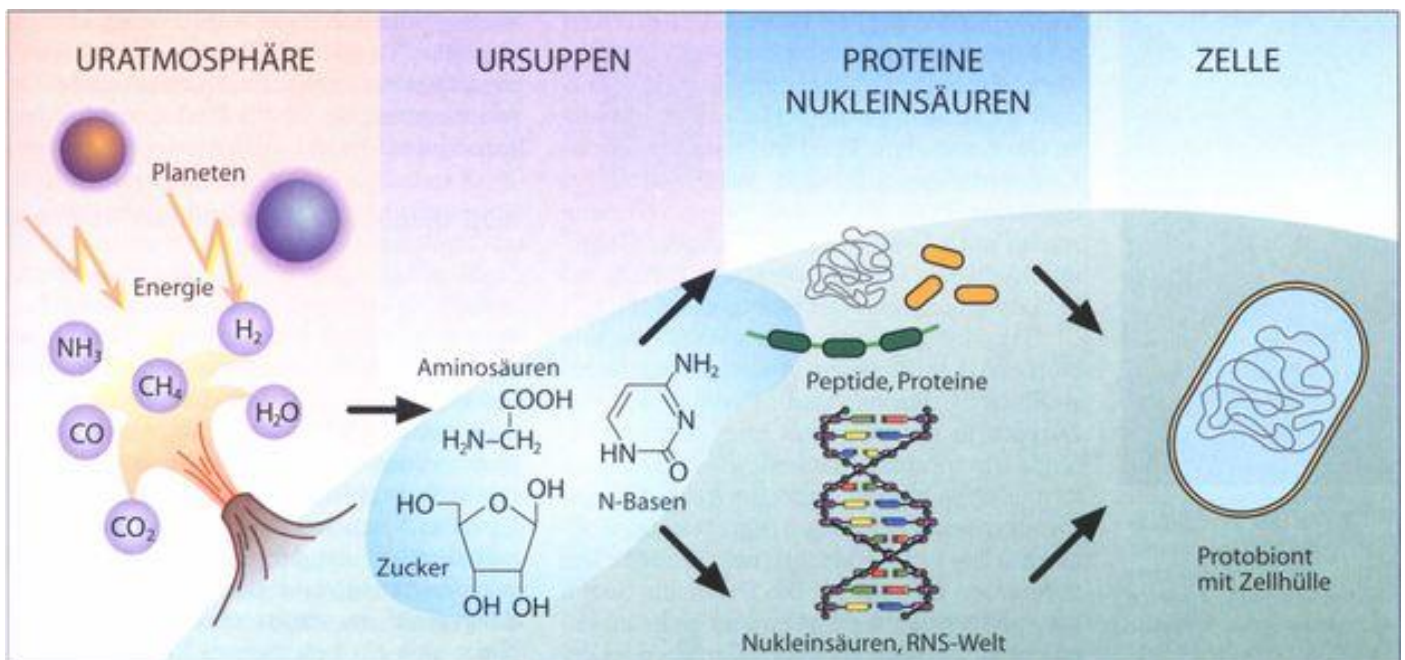 URATMOSPHÄRE
URSUPPEN
PROTEINE
NUKLEINSÄUREN
ZELLE
Planeten
Energie
H₂
NH₃
CH₄
H₂O
CO
CO₂
Aminosäuren
COOH
H₂N–CH₂
NH₂
N
HN
O
N-Basen
HO
O
OH
Zucker
OH
OH
Peptide, Proteine
Nukleinsäuren, RNS-Welt
Protobiont
mit Zellhülle